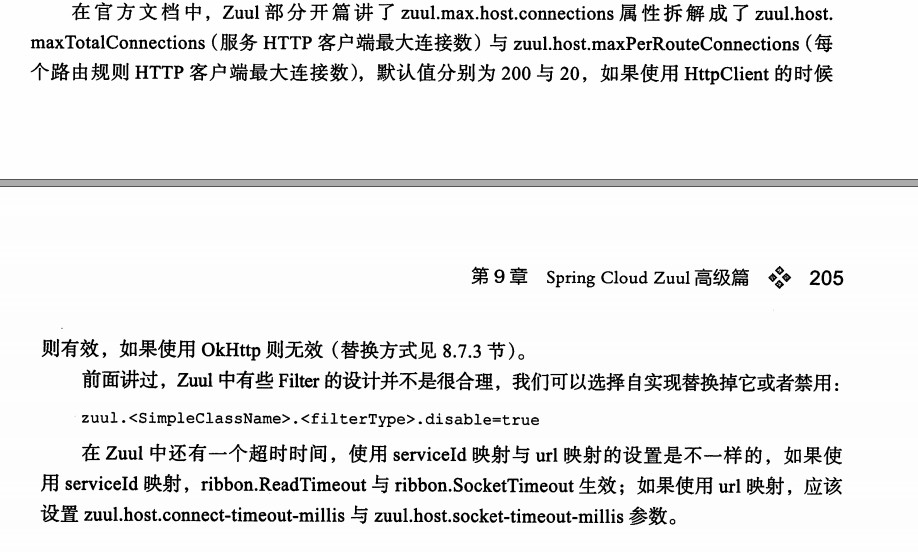 在官方文档中，Zuul 部分开篇讲了 zuul.max.host.connections 属性拆解成了 zuul.host.
maxTotalConnections（服务 HTTP 客户端最大连接数）与 zuul.host.maxPerRouteConnections（每
个路由规则 HTTP 客户端最大连接数），默认值分别为 200 与 20，如果使用 HttpClient 的时候
第 9 章 Spring Cloud Zuul 高级篇 205
则有效，如果使用 OkHttp 则无效（替换方式见 8.7.3 节）。
前面讲过，Zuul 中有些 Filter 的设计并不是很合理，我们可以选择自实现替换掉它或者禁用：
zuul.<SimpleClassName>.<filterType>.disable=true
在 Zuul 中还有一个超时时间，使用 serviceId 映射与 url 映射的设置是不一样的，如果使
用 serviceId 映射，ribbon.ReadTimeout 与 ribbon.SocketTimeout 生效；如果使用 url 映射，应该
设置 zuul.host.connect-timeout-millis 与 zuul.host.socket-timeout-millis 参数。